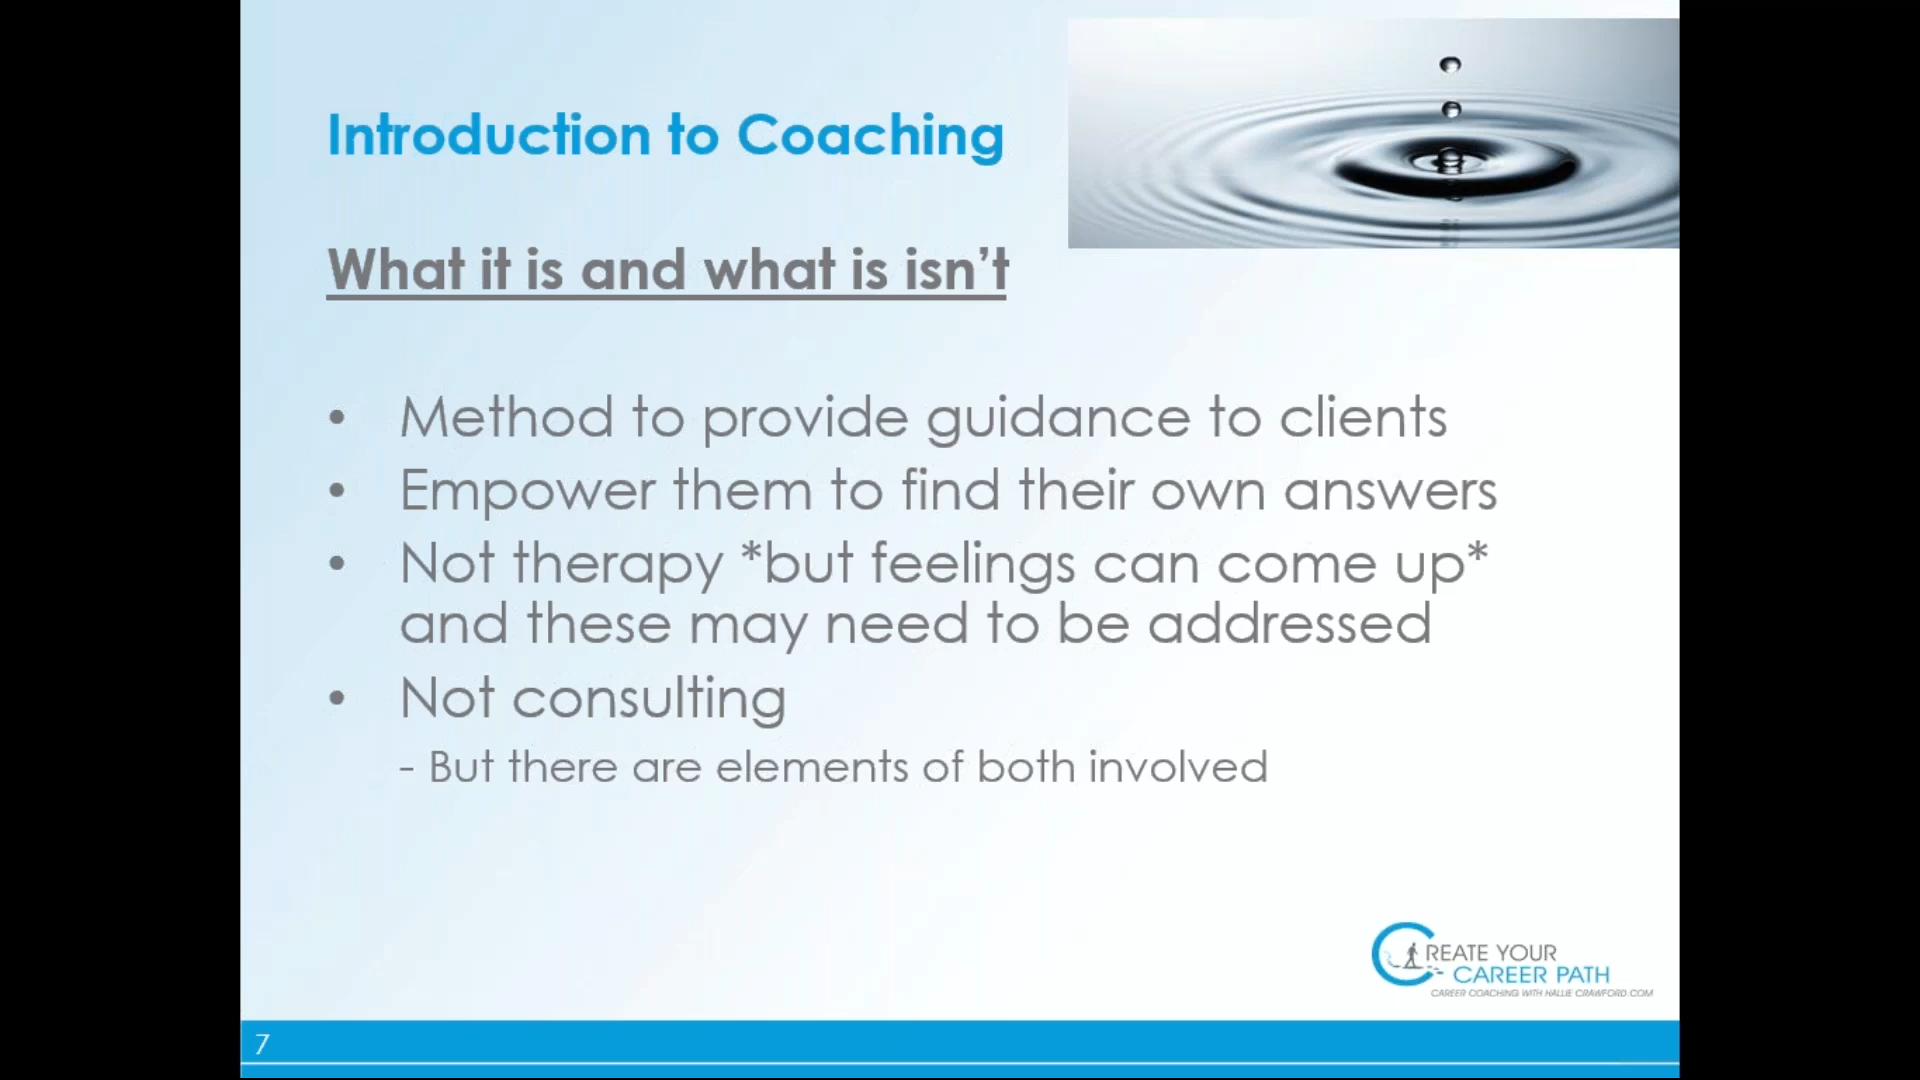 Introduction to Coaching
What it is and what is isn’t
• Method to provide guidance to clients
• Empower them to find their own answers
• Not therapy *but feelings can come up*
and these may need to be addressed
• Not consulting
- But there are elements of both involved
CREATE YOUR
CAREER PATH
CAREER COACHING WITH HALLIE CRAWFORD.COM
7